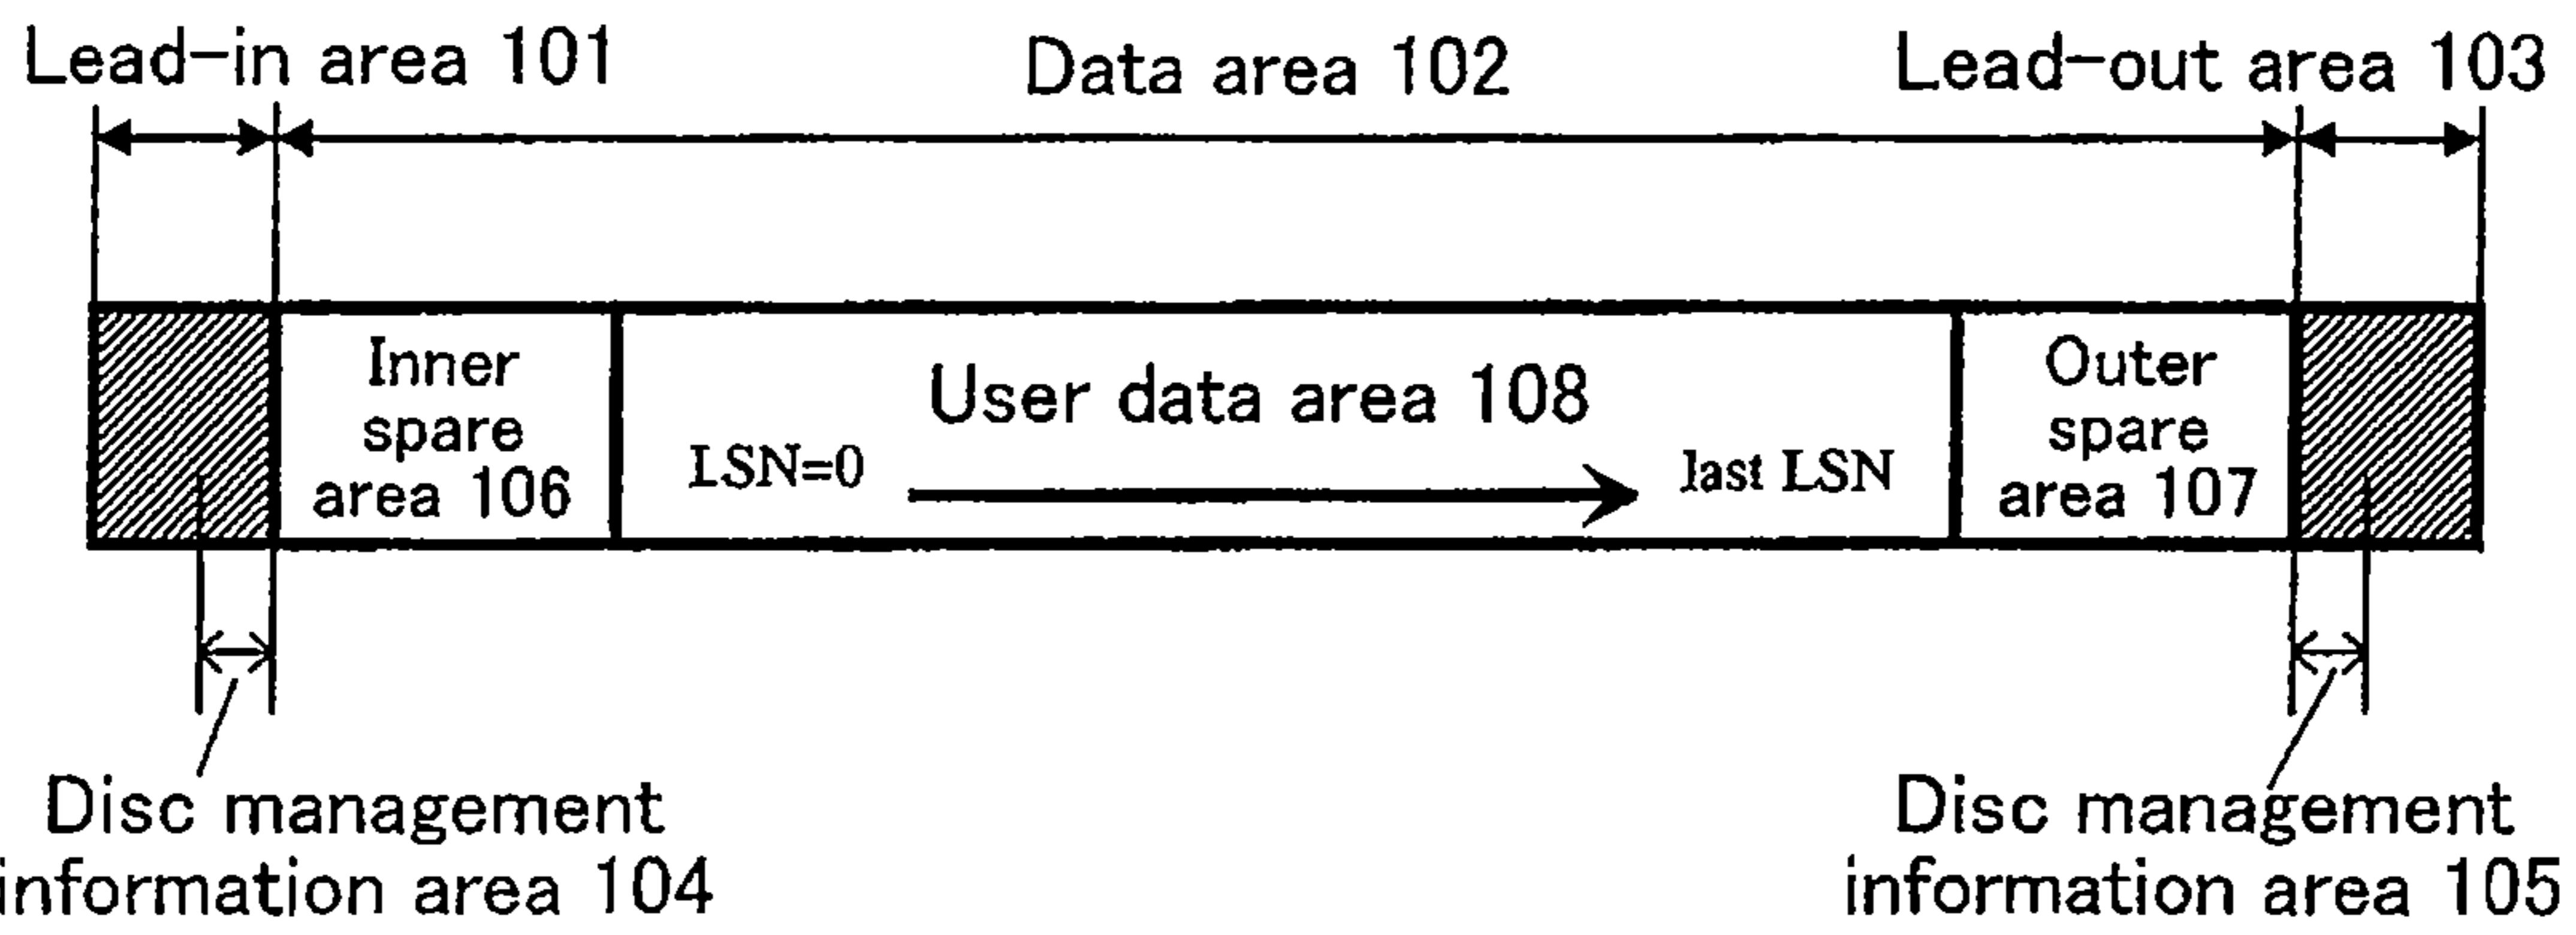 Lead-in area 101
Data area 102
Lead-out area 103
Inner
spare
area 106
User data area 108
LSN=0
last LSN
Outer
spare
area 107
Disc management
information area 104
Disc management
information area 105